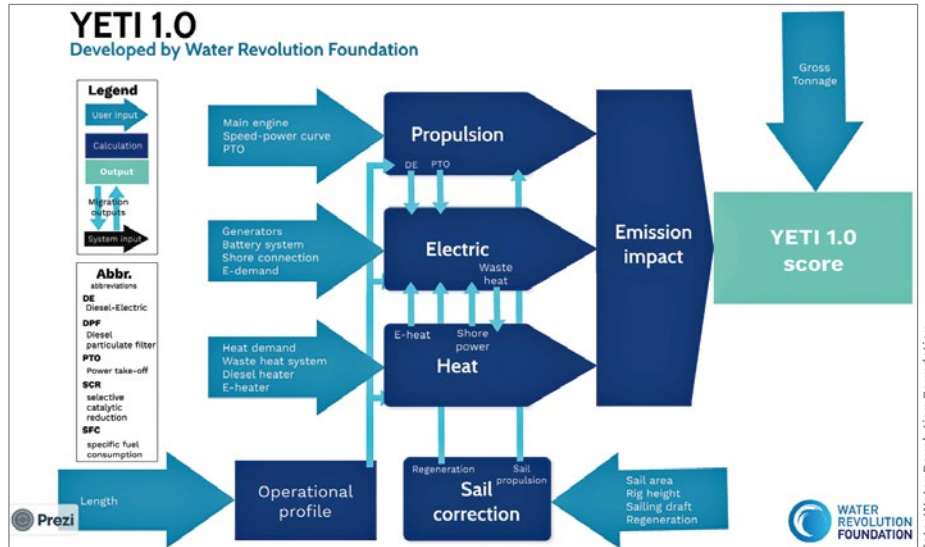 YETI 1.0
Developed by Water Revolution Foundation
Legend
User input
Calculation
Output
Migration
outputs
System input
Abbr.
abbreviations
DE
Diesel-Electric
DPF
Diesel
particulate filter
PTO
Power take-off
SCR
selective
catalytic
reduction
SFC
specific fuel
consumption
Main engine
Speed-power curve
PTO
Propulsion
DE
PTO
Generators
Battery system
Shore connection
E-demand
Electric
Waste
heat
E-heat
Shore
power
Heat demand
Waste heat system
Diesel heater
E-heater
Heat
Emission
impact
Gross
Tonnage
YETI 1.0
score
Length
Operational
profile
Regeneration
Sail
propulsion
Sail
correction
Sail area
Rig height
Sailing draft
Regeneration
Prezi
WATER
REVOLUTION
FOUNDATION